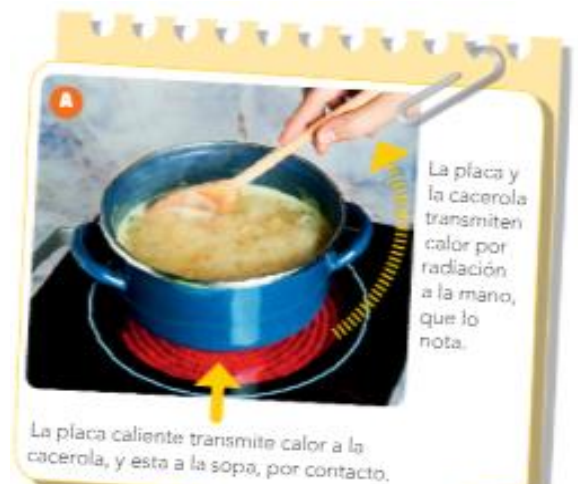 A
La placa y
la cacerola
transmiten
calor por
radiación
a la mano,
que lo
nota.
La placa caliente transmite calor a la
cacerola, y esta a la sopa, por contacto.